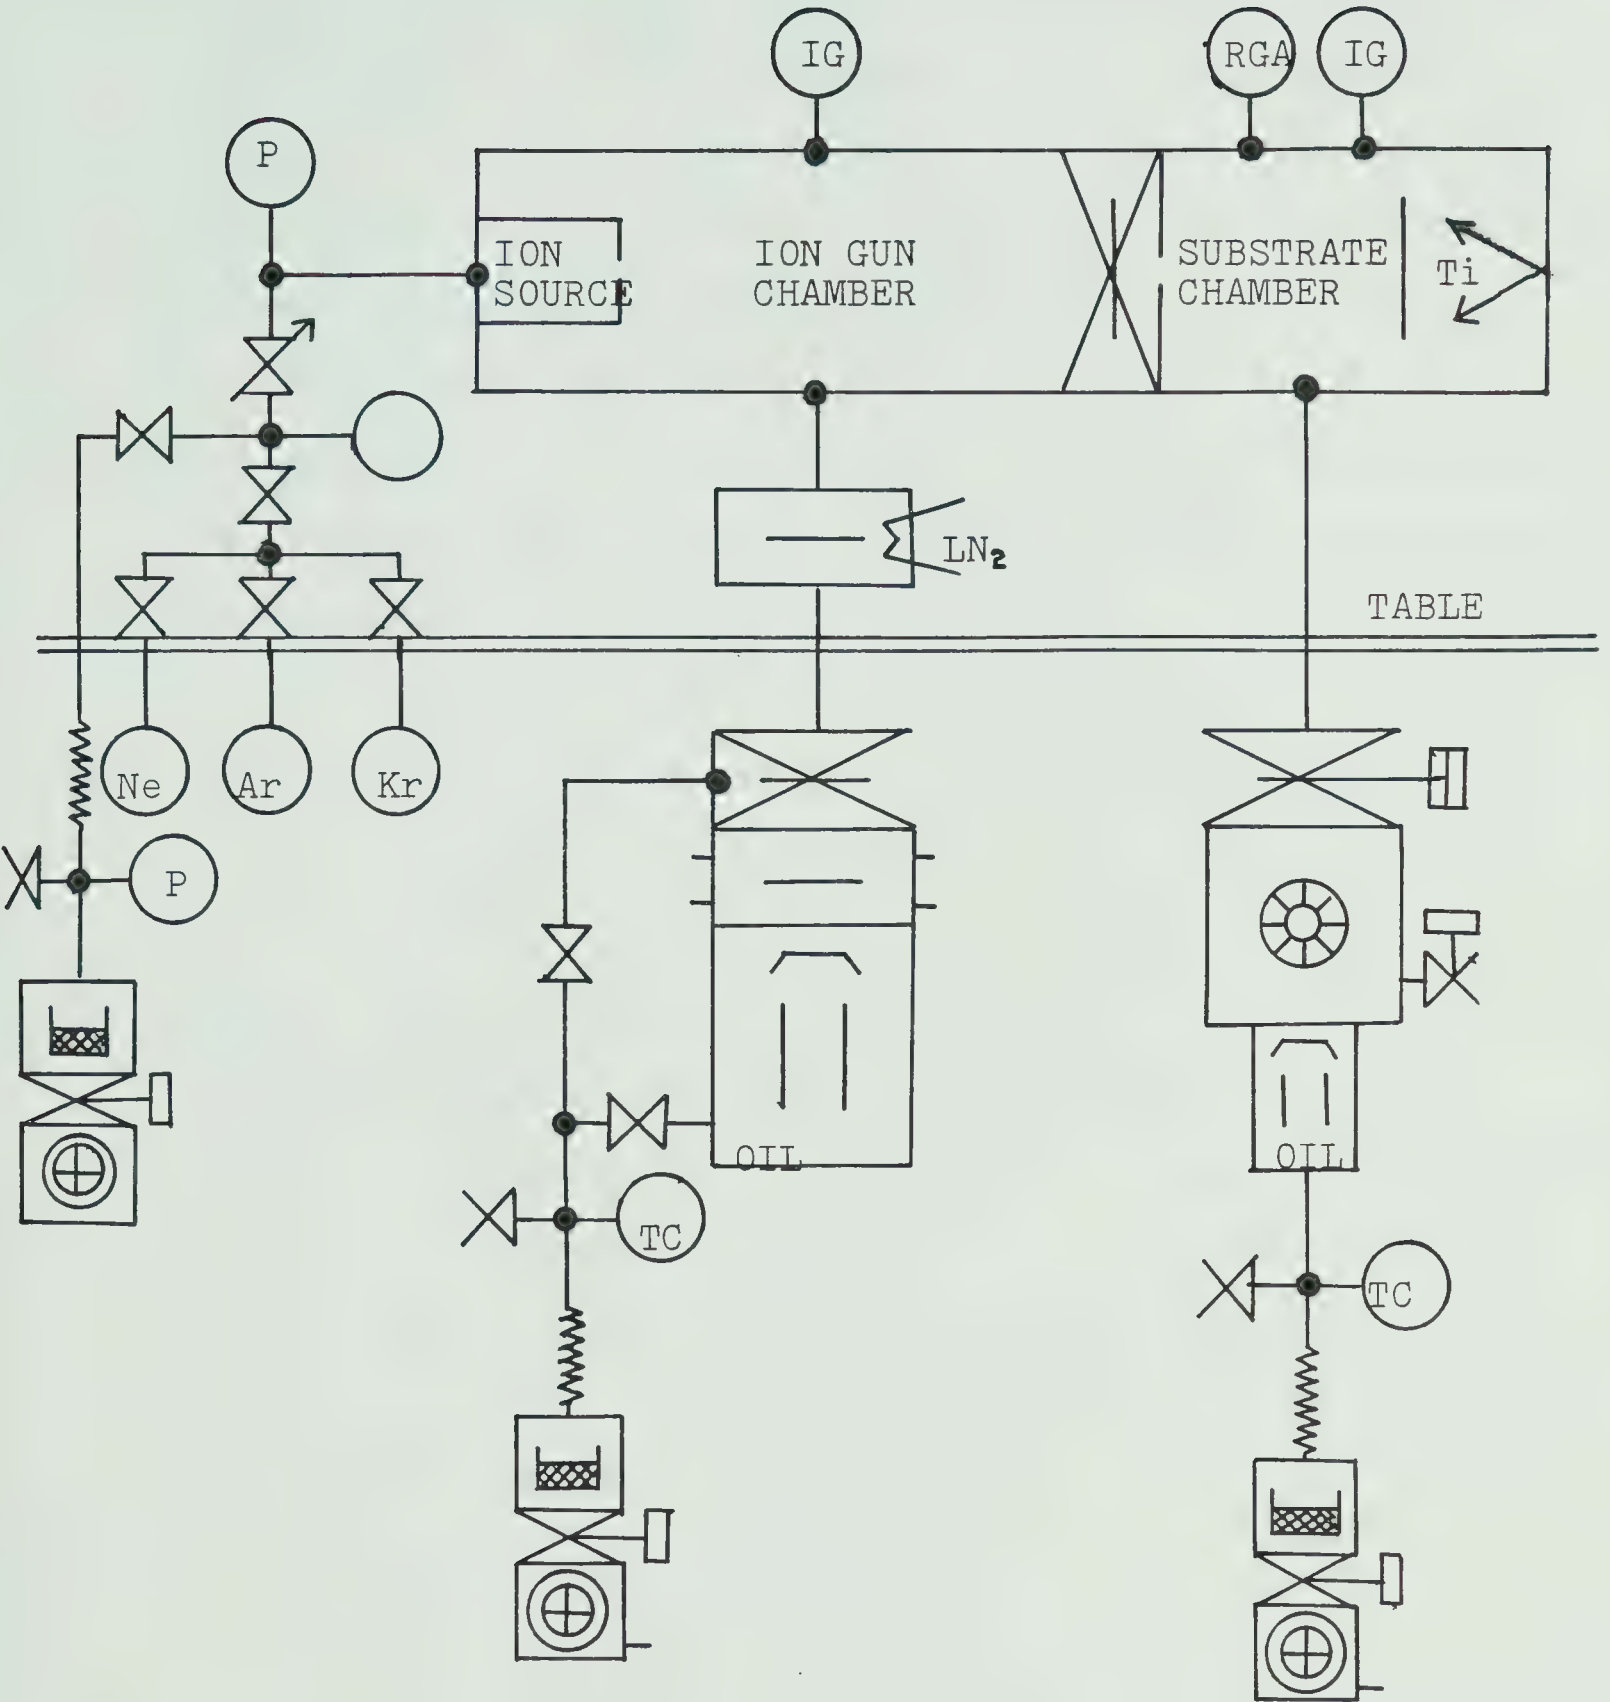 IG
RGA
IG
P
ION
SOURCE
ION GUN
CHAMBER
SUBSTRATE
CHAMBER
Ti
LN₂
TABLE
Ne
Ar
Kr
P
OIL
OIL
TC
TC